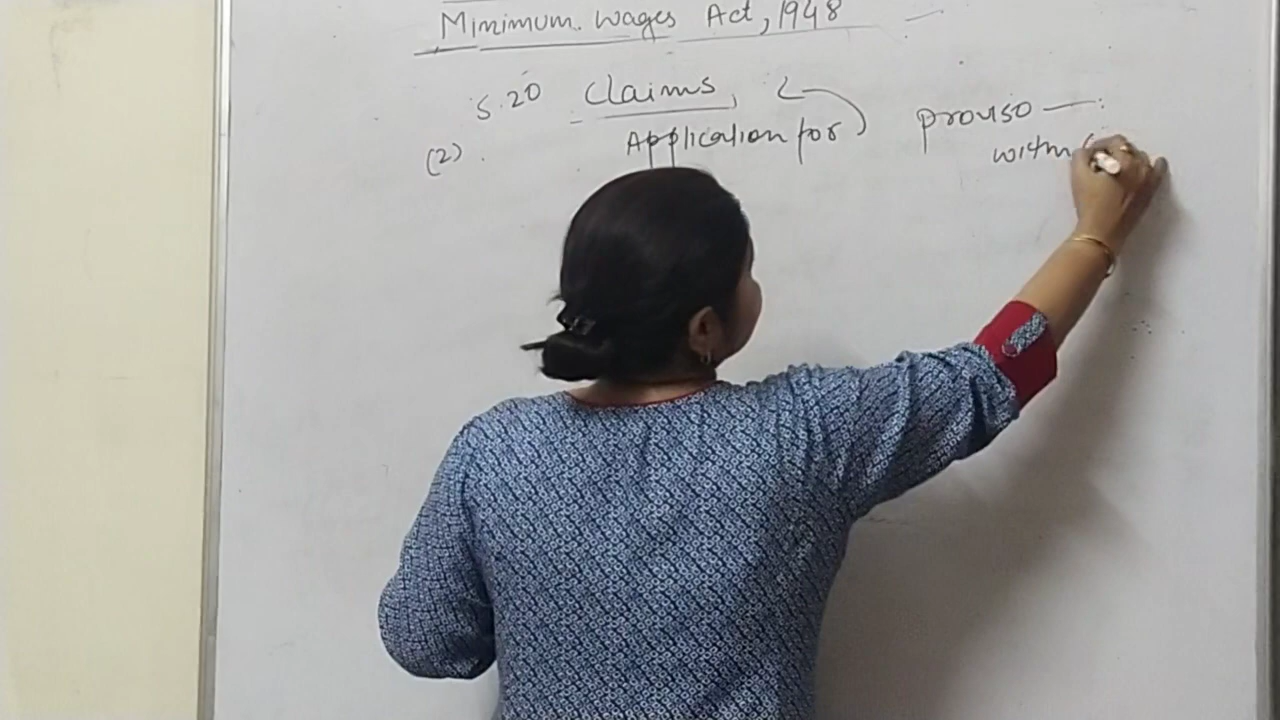 Minimum Wages Act, 1948
S. 20 Claims,
(2). Application for
proviso —
within